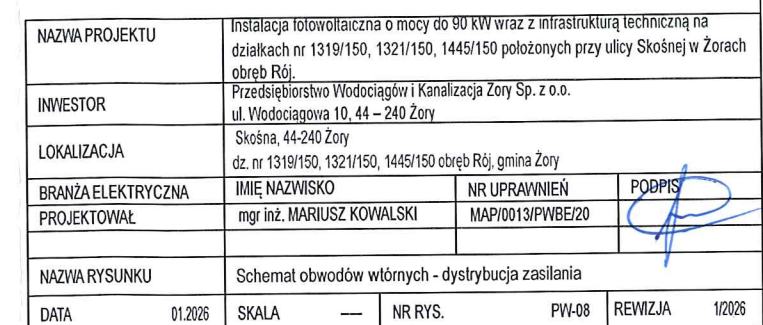 NAZWA PROJEKTU
Instalacja fotowoltaiczna o mocy do 90 kW wraz z infrastrukturą techniczną na
działkach nr 1319/150, 1321/150, 1445/150 położonych przy ulicy Skośnej w Żorach
obręb Rój.
INWESTOR
Przedsiębiorstwo Wodociągów i Kanalizacja Zory Sp. z o.o.
ul. Wodociągowa 10, 44 – 240 Żory
LOKALIZACJA
Skośna, 44-240 Żory
dz. nr 1319/150, 1321/150, 1445/150 obręb Rój, gmina Żory
BRANŻA ELEKTRYCZNA IMIĘ NAZWISKO NR UPRAWNIEŃ PODPIS
PROJEKTOWAŁ mgr inż. MARIUSZ KOWALSKI MAP/0013/PWBE/20
NAZWA RYSUNKU Schemat obwodów wtórnych - dystrybucja zasilania
DATA 01.2026 SKALA –– NR RYS. PW-08 REWIZJA 1/2026